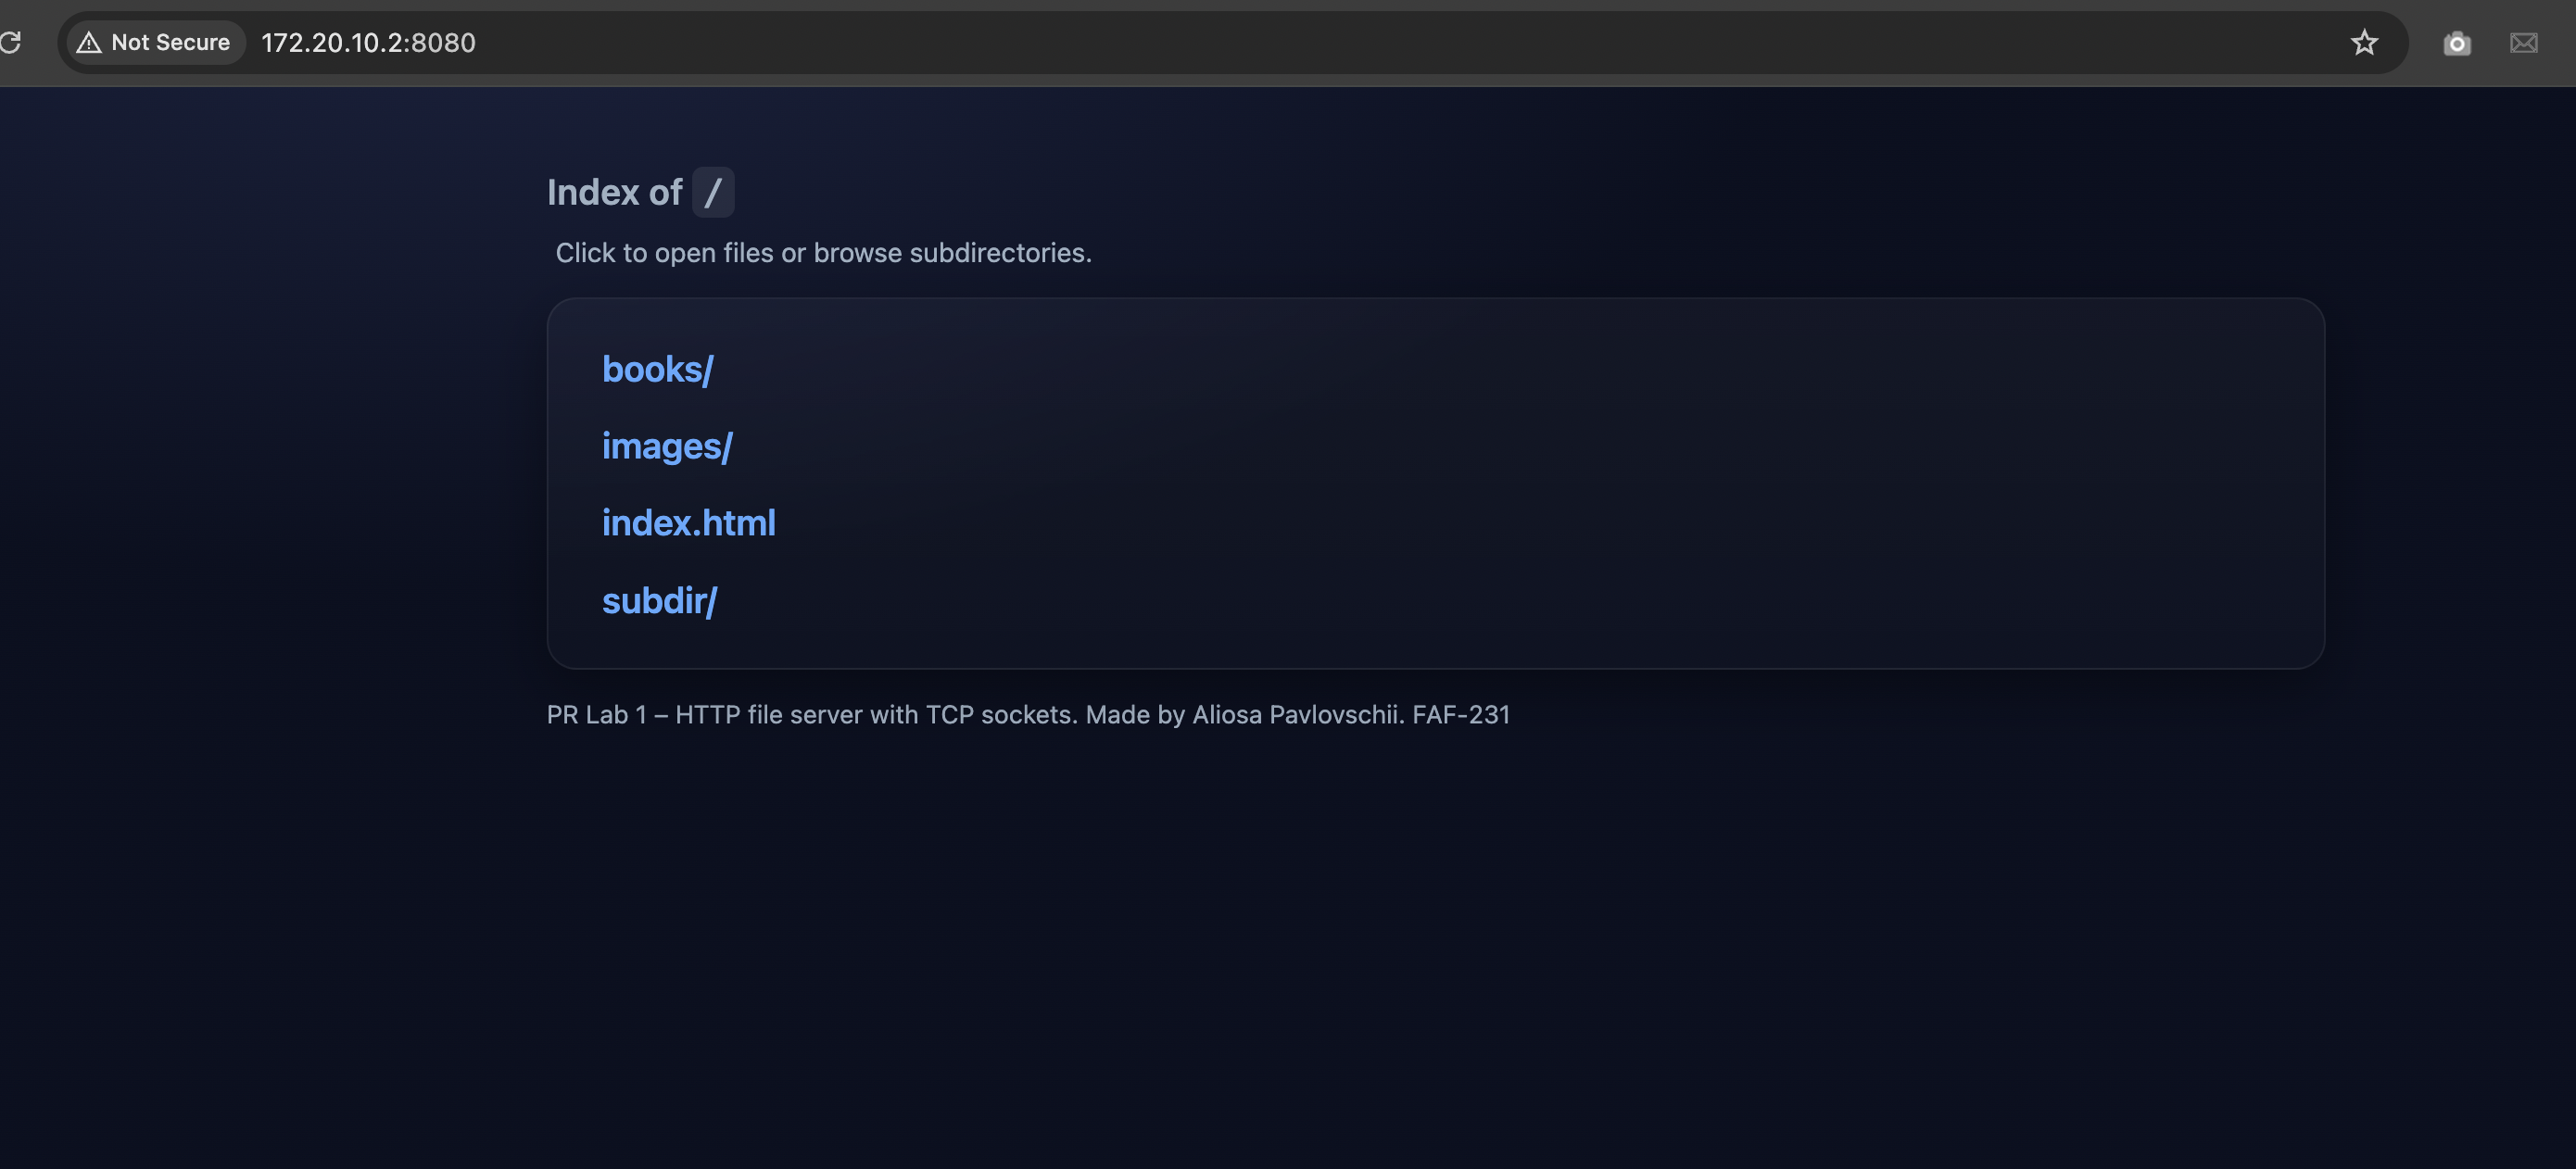 Not Secure 172.20.10.2:8080
Index of /
Click to open files or browse subdirectories.
books/
images/
index.html
subdir/
PR Lab 1 – HTTP file server with TCP sockets. Made by Aliosa Pavlovschii. FAF-231